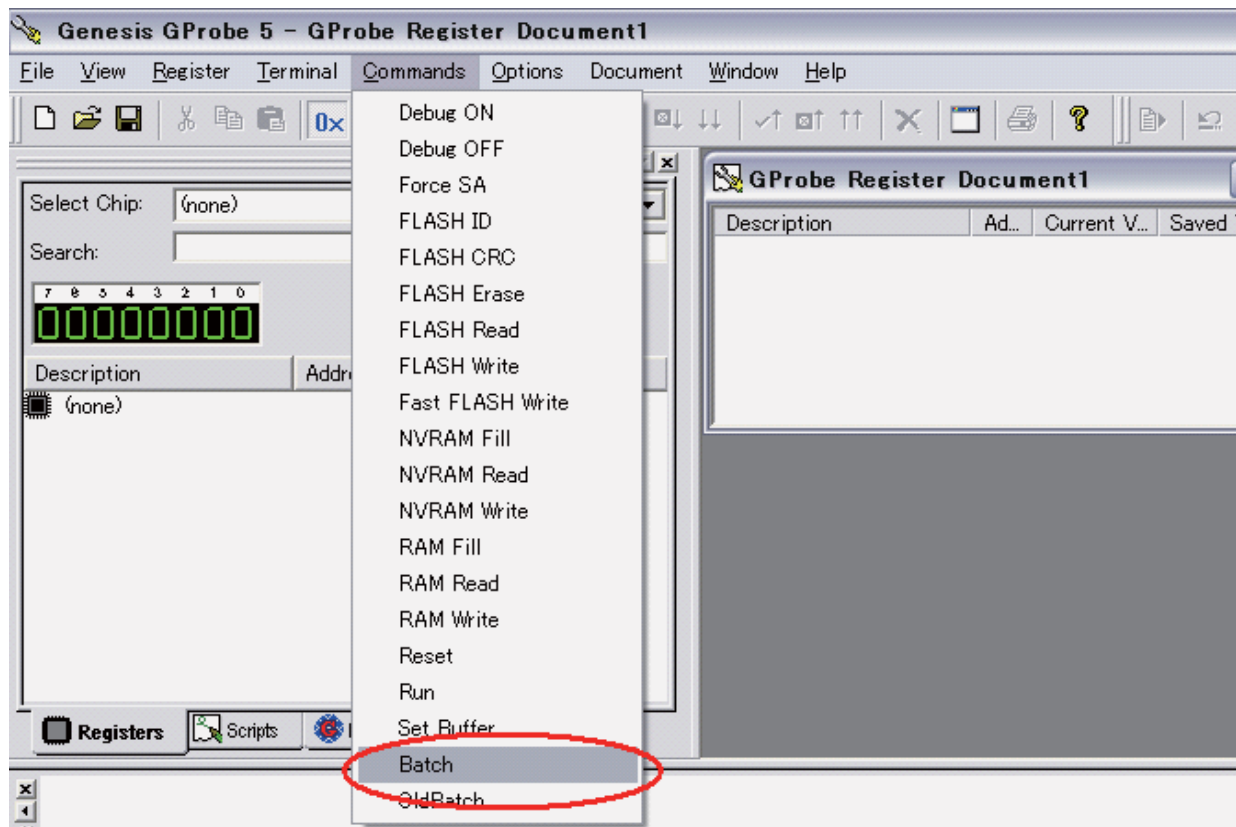 Genesis GProbe 5 - GProbe Register Document1
File View Register Terminal Commands Options Document Window Help
0x
Select Chip: (none)
Search:
7 6 5 4 3 2 1 0
00000000
Description Addr
(none)
Registers Scripts
Debug ON
Debug OFF
Force SA
FLASH ID
FLASH CRC
FLASH Erase
FLASH Read
FLASH Write
Fast FLASH Write
NVRAM Fill
NVRAM Read
NVRAM Write
RAM Fill
RAM Read
RAM Write
Reset
Run
Set Buffer
Batch
OldBatch
GProbe Register Document1
Description Ad... Current V... Saved